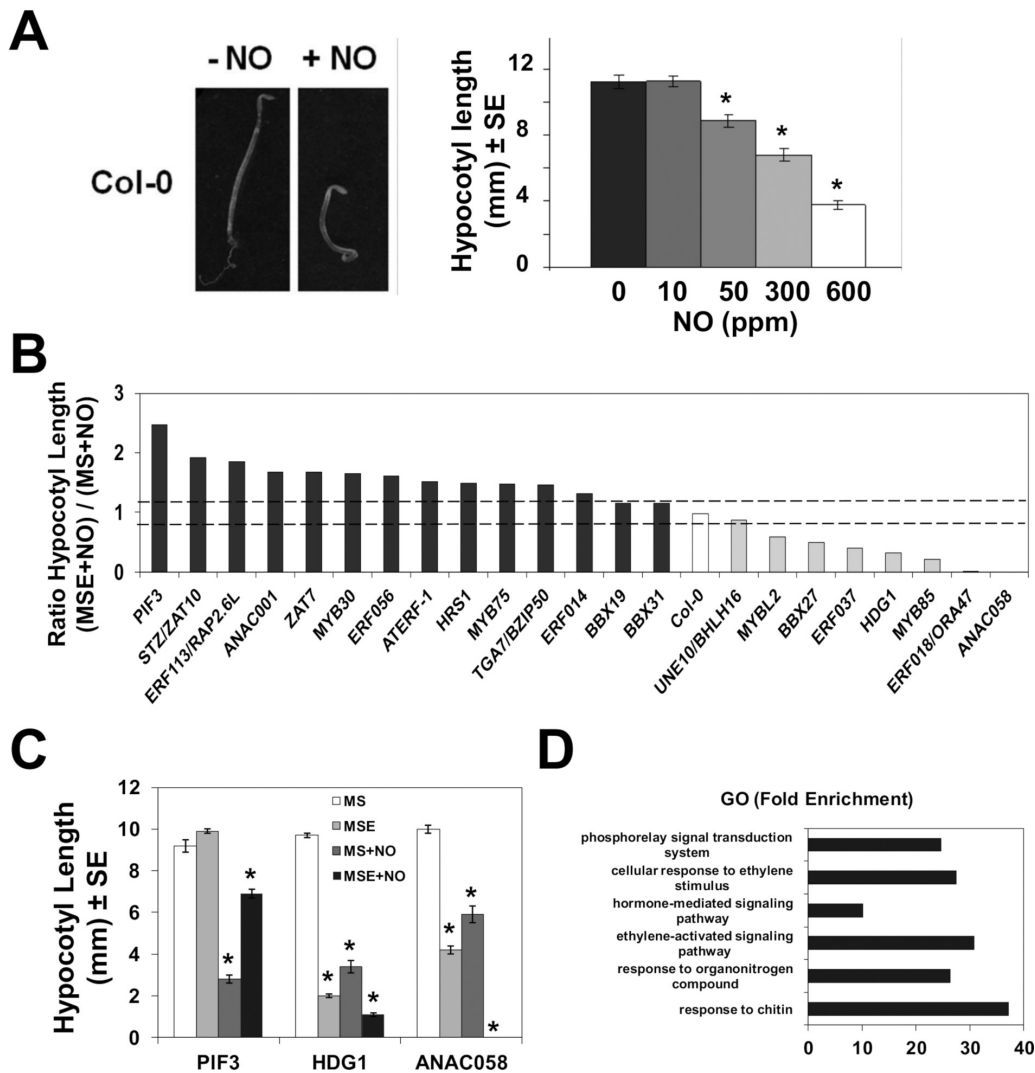 A
- NO + NO
Col-0
Hypocotyl length
(mm) ± SE
12
8
4
0
*
*
*
0 10 50 300 600
NO (ppm)
B
Ratio Hypocotyl Length
(MSE+NO) / (MS+NO)
3
2
1
0
PIF3
STZ/ZAT10
ERF113/RAP2.6L
ANAC001
ZAT7
MYB30
ERF056
ATERF-1
HRS1
MYB75
TGA7/BZIP50
ERF014
BBX19
BBX31
Col-0
UNE10/BHLH16
MYBL2
BBX27
ERF037
HDG1
MYB85
ERF018/ORA47
ANAC058
C
Hypocotyl Length
(mm) ± SE
12
10
8
6
4
2
0
MS
MSE
MS+NO
MSE+NO
*
*
*
*
*
*
*
*
PIF3 HDG1 ANAC058
D
GO (Fold Enrichment)
phosphorelay signal transduction
system
cellular response to ethylene
stimulus
hormone-mediated signaling
pathway
ethylene-activated signaling
pathway
response to organonitrogen
compound
response to chitin
0 10 20 30 40